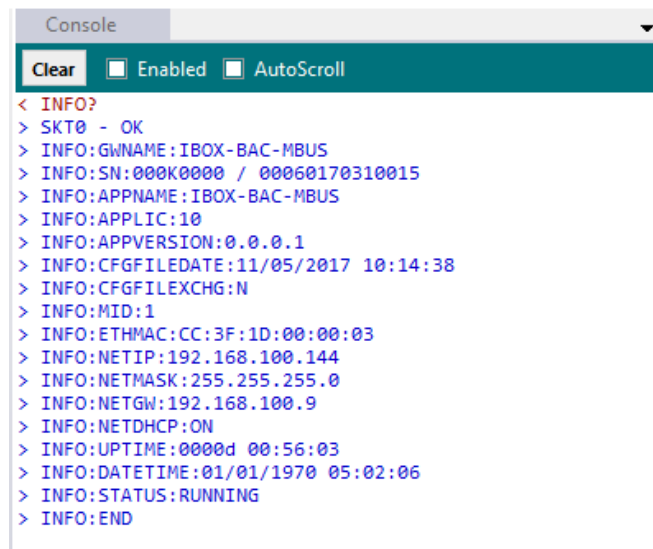 Console
Clear Enabled AutoScroll
< INFO?
> SKT0 - OK
> INFO:GWNAME:IBOX-BAC-MBUS
> INFO:SN:000K0000 / 00060170310015
> INFO:APPNAME:IBOX-BAC-MBUS
> INFO:APPLIC:10
> INFO:APPVERSION:0.0.0.1
> INFO:CFGFILEDATE:11/05/2017 10:14:38
> INFO:CFGFILEXCHG:N
> INFO:MID:1
> INFO:ETHMAC:CC:3F:1D:00:00:03
> INFO:NETIP:192.168.100.144
> INFO:NETMASK:255.255.255.0
> INFO:NETGW:192.168.100.9
> INFO:NETDHCP:ON
> INFO:UPTIME:0000d 00:56:03
> INFO:DATETIME:01/01/1970 05:02:06
> INFO:STATUS:RUNNING
> INFO:END